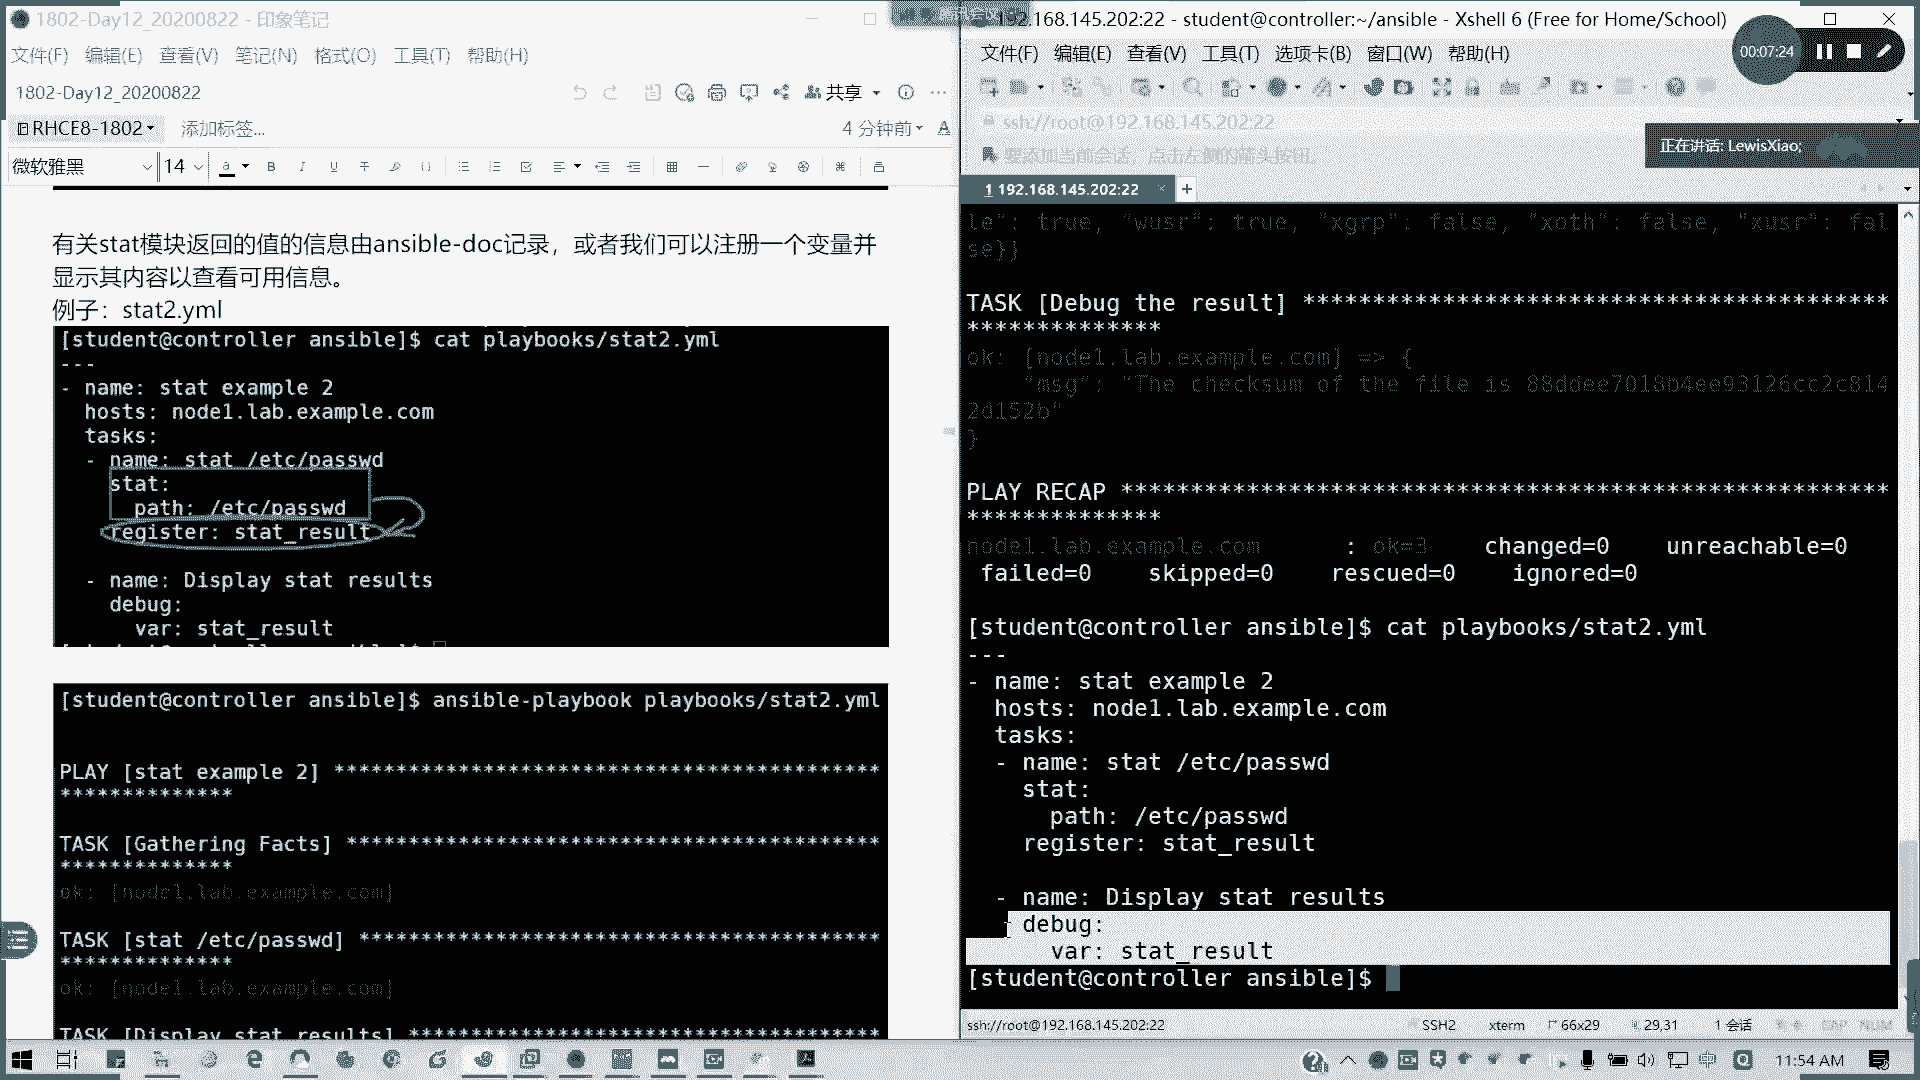 1802-Day12_20200822 - 印象笔记
文件(F) 编辑(E) 查看(V) 笔记(N) 格式(O) 工具(T) 帮助(H)
1802-Day12_20200822
共享
RHCE8-1802
添加标签...
4 分钟前
微软雅黑
14
有关stat模块返回的值的信息由ansible-doc记录，或者我们可以注册一个变量并
显示其内容以查看可用信息。
例子：stat2.yml
[student@controller ansible]$ cat playbooks/stat2.yml
---
- name: stat example 2
hosts: node1.lab.example.com
tasks:
- name: stat /etc/passwd
stat:
path: /etc/passwd
register: stat_result
- name: Display stat results
debug:
var: stat_result
[student@controller ansible]$ ansible-playbook playbooks/stat2.yml
PLAY [stat example 2] ********************************************
**************
TASK [Gathering Facts] *******************************************
**************
ok: [node1.lab.example.com]
TASK [stat /etc/passwd] ******************************************
**************
ok: [node1.lab.example.com]
TASK [Display stat results] **************************************
192.168.145.202:22 - student@controller:~/ansible - Xshell 6 (Free for Home/School)
文件(F) 编辑(E) 查看(V) 工具(T) 选项卡(B) 窗口(W) 帮助(H)
00:07:24
ssh://root@192.168.145.202:22
要添加当前会话，点击左侧的箭头按钮。
正在讲话: LewisXiao;
1 192.168.145.202:22
le": true, "wusr": true, "xgrp": false, "xoth": false, "xusr": fal
se}}
TASK [Debug the result] ******************************************
**************
ok: [node1.lab.example.com] => {
"msg": "The checksum of the file is 88ddee7018b4ee93126cc2c814
2d152b"
}
PLAY RECAP *******************************************************
**************
node1.lab.example.com : ok=3 changed=0 unreachable=0
failed=0 skipped=0 rescued=0 ignored=0
[student@controller ansible]$ cat playbooks/stat2.yml
---
- name: stat example 2
hosts: node1.lab.example.com
tasks:
- name: stat /etc/passwd
stat:
path: /etc/passwd
register: stat_result
- name: Display stat results
debug:
var: stat_result
[student@controller ansible]$
ssh://root@192.168.145.202:22 SSH2 xterm 66x29 29,31 1 会话 CAP NUM
中
11:54 AM